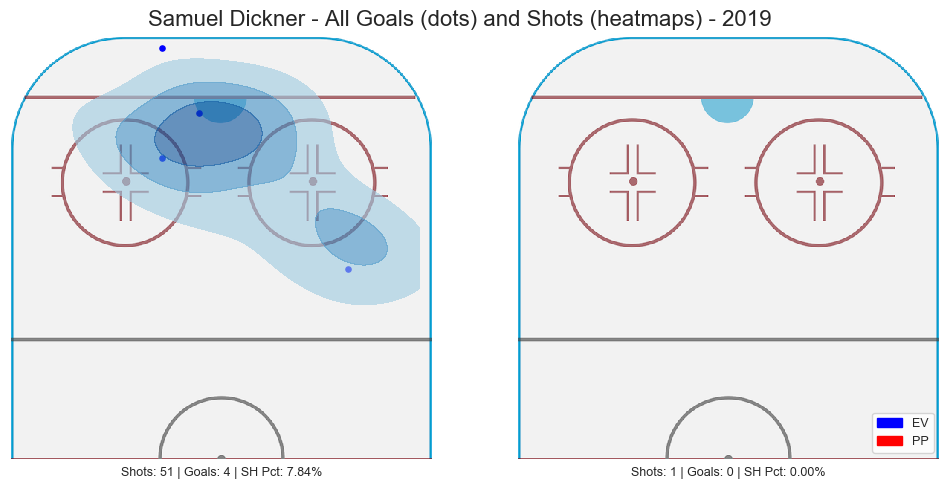 Samuel Dickner - All Goals (dots) and Shots (heatmaps) - 2019
EV
PP
Shots: 51 | Goals: 4 | SH Pct: 7.84%
Shots: 1 | Goals: 0 | SH Pct: 0.00%